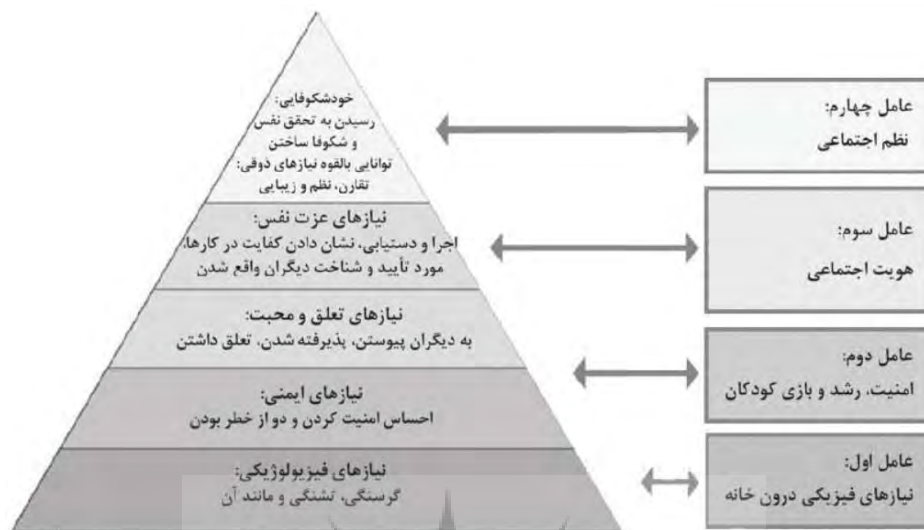 خودشکوفایی:
رسیدن به تحقق نفس
و شکوفا ساختن
توانایی بالقوه نیازهای ذوقی:
تقارن، نظم و زیبایی
نیازهای عزت نفس:
اجرا و دستیابی، نشان دادن کفایت در کارها،
مورد تأیید و شناخت دیگران واقع شدن
نیازهای تعلق و محبت:
به دیگران پیوستن، پذیرفته شدن، تعلق داشتن
نیازهای ایمنی:
احساس امنیت کردن و دو از خطر بودن
نیازهای فیزیولوژیکی:
گرسنگی، تشنگی و مانند آن
عامل چهارم:
نظم اجتماعی
عامل سوم:
هویت اجتماعی
عامل دوم:
امنیت، رشد و بازی کودکان
عامل اول:
نیازهای فیزیکی درون خانه